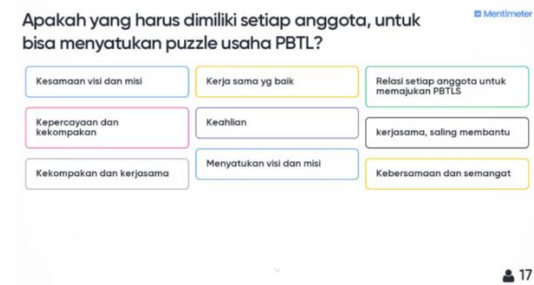 Apakah yang harus dimiliki setiap anggota, untuk
bisa menyatukan puzzle usaha PBTL?
Mentimeter
Kesamaan visi dan misi
Kerja sama yg baik
Relasi setiap anggota untuk
memajukan PBTLS
Kepercayaan dan
kekompakan
Keahlian
kerjasama, saling membantu
Kekompakan dan kerjasama
Menyatukan visi dan misi
Kebersamaan dan semangat
17